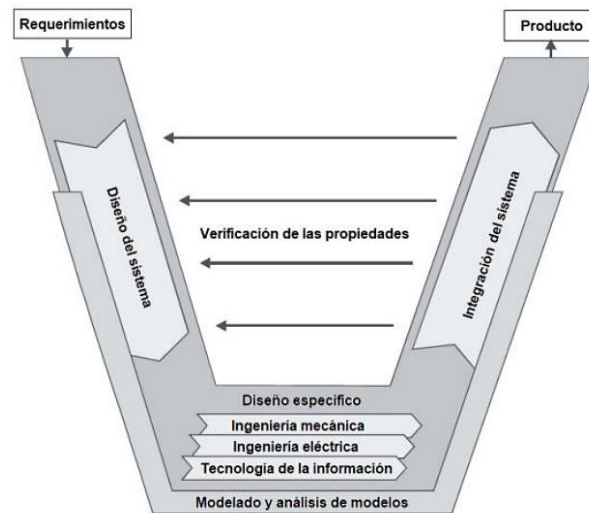 Requerimientos
Producto
Diseño del sistema
Verificación de las propiedades
Integración del sistema
Diseño específico
Ingeniería mecánica
Ingeniería eléctrica
Tecnología de la información
Modelado y análisis de modelos